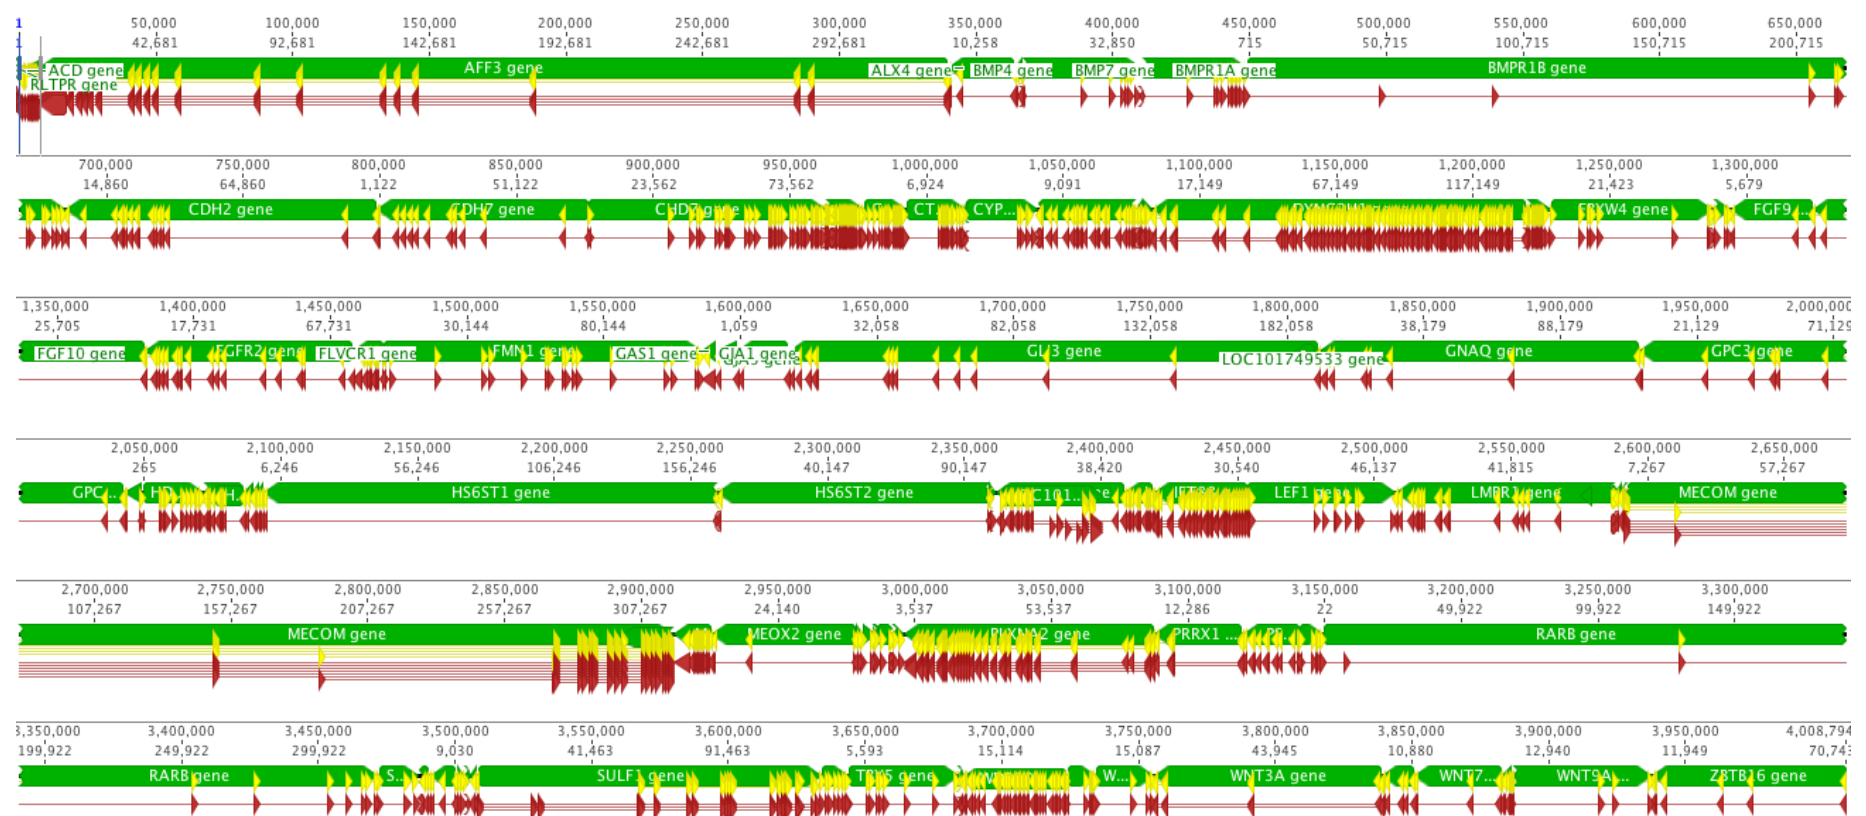 1 50,000 100,000 150,000 200,000 250,000 300,000 350,000 400,000 450,000 500,000 550,000 600,000 650,000
1 42,681 92,681 142,681 192,681 242,681 292,681 10,258 32,850 715 50,715 100,715 150,715 200,715
ACD gene AFF3 gene ALX4 gene BMP4 gene BMP7 gene BMPR1A gene BMPR1B gene
RLTPR gene
700,000 750,000 800,000 850,000 900,000 950,000 1,000,000 1,050,000 1,100,000 1,150,000 1,200,000 1,250,000 1,300,000
14,860 64,860 1,122 51,122 23,562 73,562 6,924 9,091 17,149 67,149 117,149 21,423 5,679
CDH2 gene CDH7 gene CHD7 gene CT... CYP... FBXW4 gene FGF9 ...
1,350,000 1,400,000 1,450,000 1,500,000 1,550,000 1,600,000 1,650,000 1,700,000 1,750,000 1,800,000 1,850,000 1,900,000 1,950,000 2,000,000
25,705 17,731 67,731 30,144 80,144 1,059 32,058 82,058 132,058 182,058 38,179 88,179 21,129 71,129
FGF10 gene FGFR2 gene FLVCR1 gene FMN1 gene GAS1 gene GJA1 gene GLI3 gene GNAQ gene GPC3 gene
LOC101749533 gene
2,050,000 2,100,000 2,150,000 2,200,000 2,250,000 2,300,000 2,350,000 2,400,000 2,450,000 2,500,000 2,550,000 2,600,000 2,650,000
265 6,246 56,246 106,246 156,246 40,147 90,147 38,420 30,540 46,137 41,815 7,267 57,267
GPC... HS6ST1 gene HS6ST2 gene LEF1 gene LMBR1 gene MECOM gene
2,700,000 2,750,000 2,800,000 2,850,000 2,900,000 2,950,000 3,000,000 3,050,000 3,100,000 3,150,000 3,200,000 3,250,000 3,300,000
107,267 157,267 207,267 257,267 307,267 24,140 3,537 53,537 12,286 22 49,922 99,922 149,922
MECOM gene MEOX2 gene PLXNA2 gene PRRX1 ... RARB gene
3,350,000 3,400,000 3,450,000 3,500,000 3,550,000 3,600,000 3,650,000 3,700,000 3,750,000 3,800,000 3,850,000 3,900,000 3,950,000 4,008,794
199,922 249,922 299,922 9,030 41,463 91,463 5,593 15,114 15,087 43,945 10,880 12,940 11,949 70,743
RARB gene S... SULF1 gene TBX5 gene W... WNT3A gene WNT7... WNT9A ... ZBTB16 gene